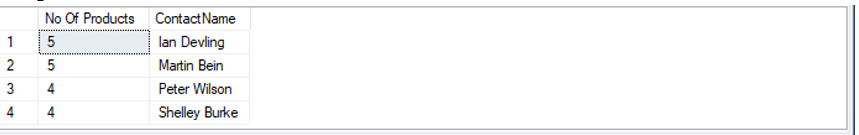 No Of Products ContactName
1 5 Ian Devling
2 5 Martin Bein
3 4 Peter Wilson
4 4 Shelley Burke